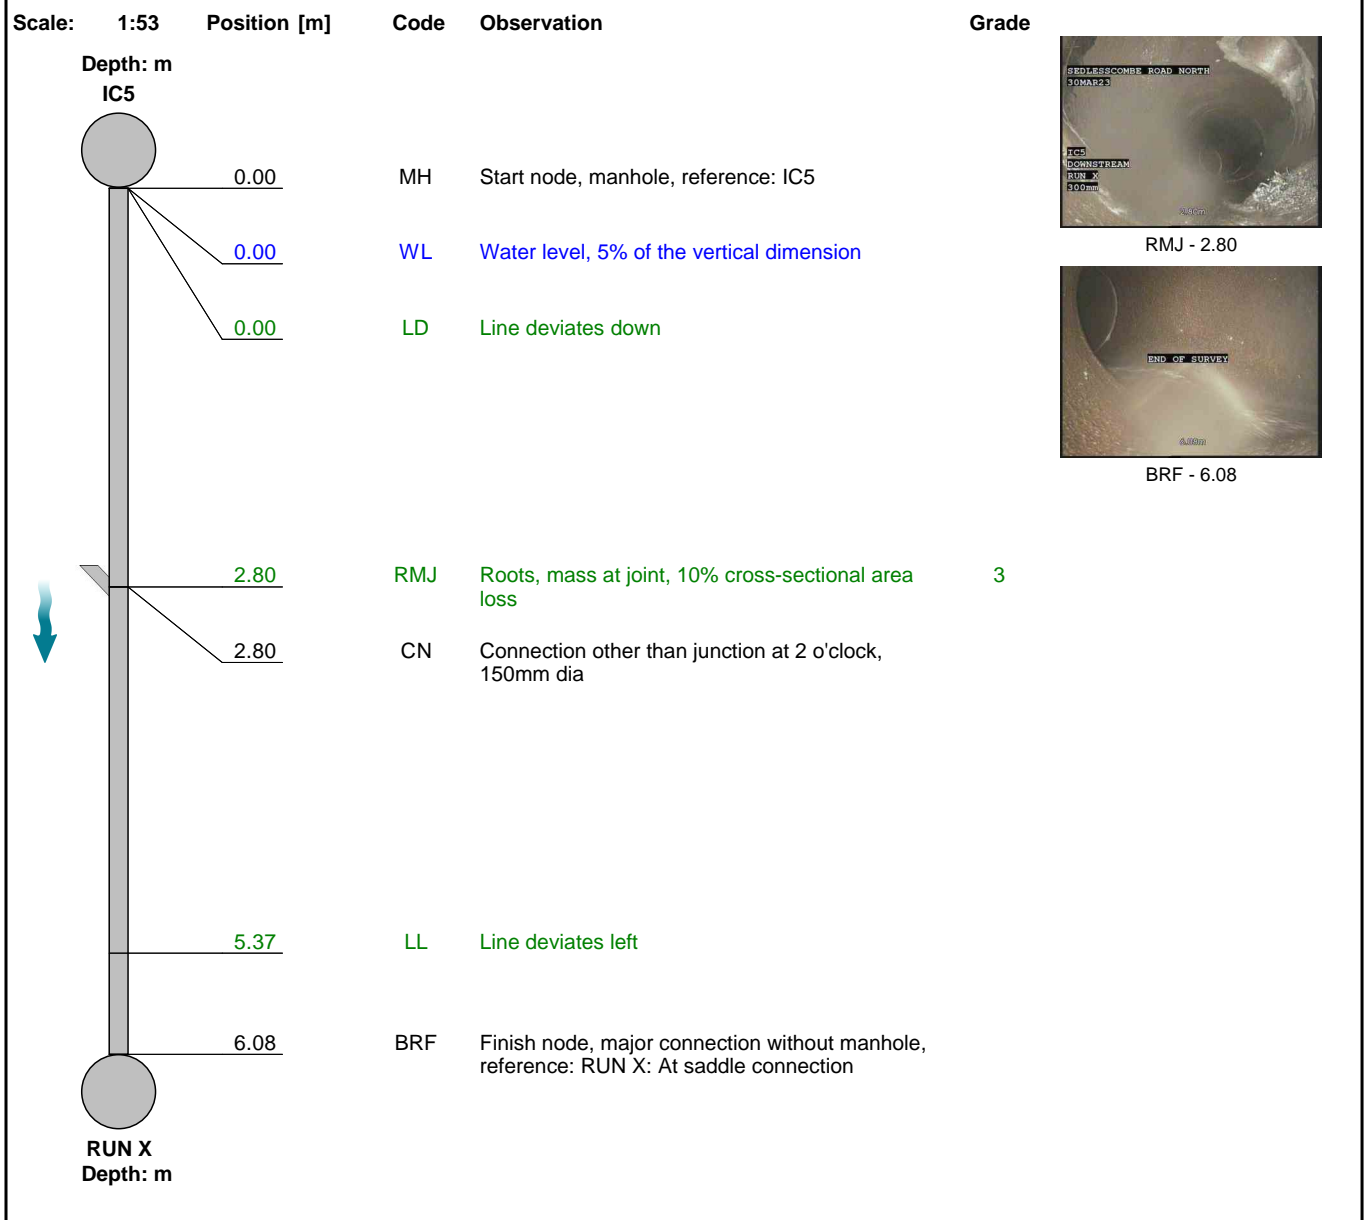 Scale: 1:53 Position [m] Code Observation Grade
Depth: m
IC5
0.00 MH Start node, manhole, reference: IC5
0.00 WL Water level, 5% of the vertical dimension
0.00 LD Line deviates down
2.80 RMJ Roots, mass at joint, 10% cross-sectional area 3
loss
2.80 CN Connection other than junction at 2 o'clock,
150mm dia
5.37 LL Line deviates left
6.08 BRF Finish node, major connection without manhole,
reference: RUN X: At saddle connection
RUN X
Depth: m
SEDLESSCOMBE ROAD NORTH
30MAR23
IC5
DOWNSTREAM
RUN X
300mm
2.80m
RMJ - 2.80
END OF SURVEY
6.08m
BRF - 6.08